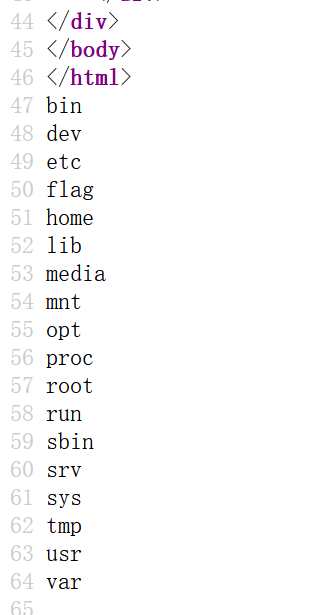 44 </div>
45 </body>
46 </html>
47 bin
48 dev
49 etc
50 flag
51 home
52 lib
53 media
54 mnt
55 opt
56 proc
57 root
58 run
59 sbin
60 srv
61 sys
62 tmp
63 usr
64 var
65